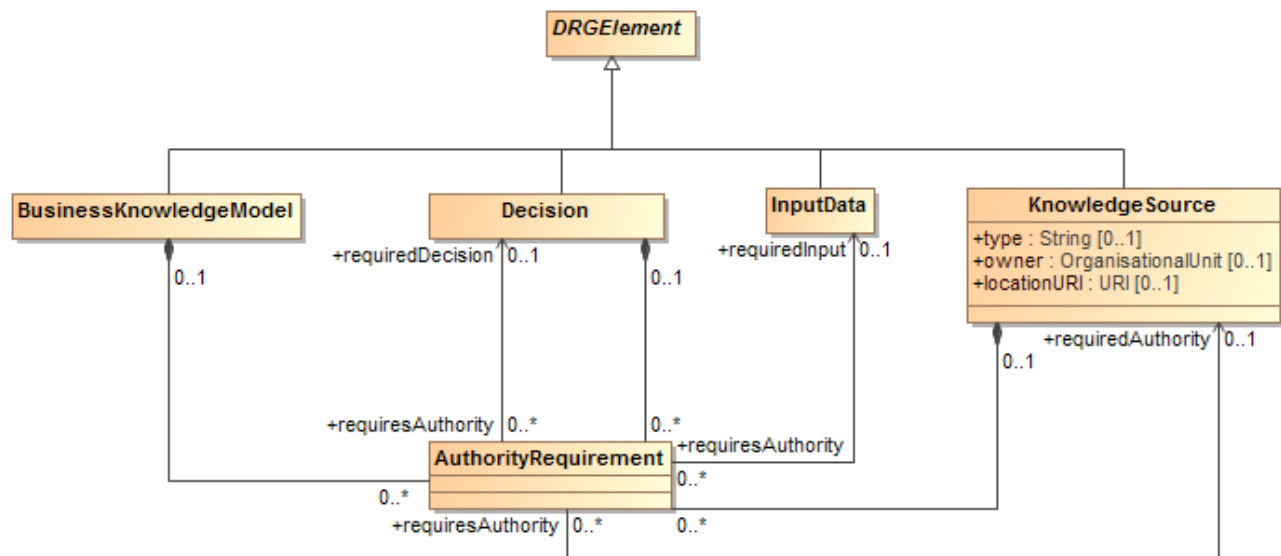 DRGElement
BusinessKnowledgeModel
Decision
InputData
KnowledgeSource
+type : String [0..1]
+owner : OrganisationalUnit [0..1]
+locationURI : URI [0..1]
0..1
+requiredDecision
0..1
0..1
+requiredInput
0..1
0..1
+requiredAuthority
0..1
+requiresAuthority
0..*
0..*
+requiresAuthority
0..*
AuthorityRequirement
0..*
+requiresAuthority
0..*
0..*